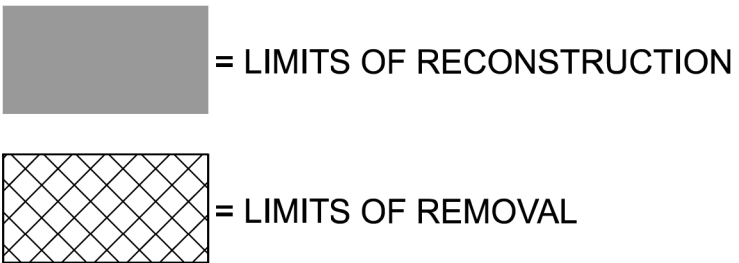 = LIMITS OF RECONSTRUCTION
= LIMITS OF REMOVAL